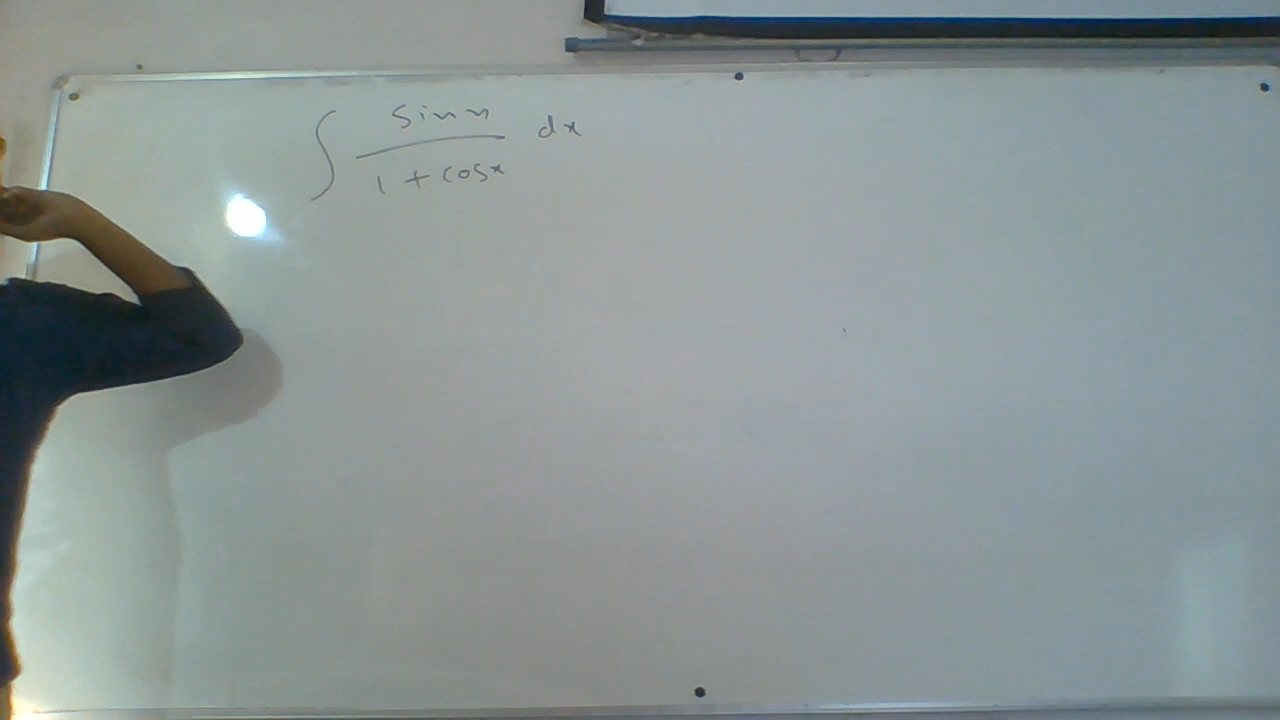 ∫ sinx / 1 + cosx dx